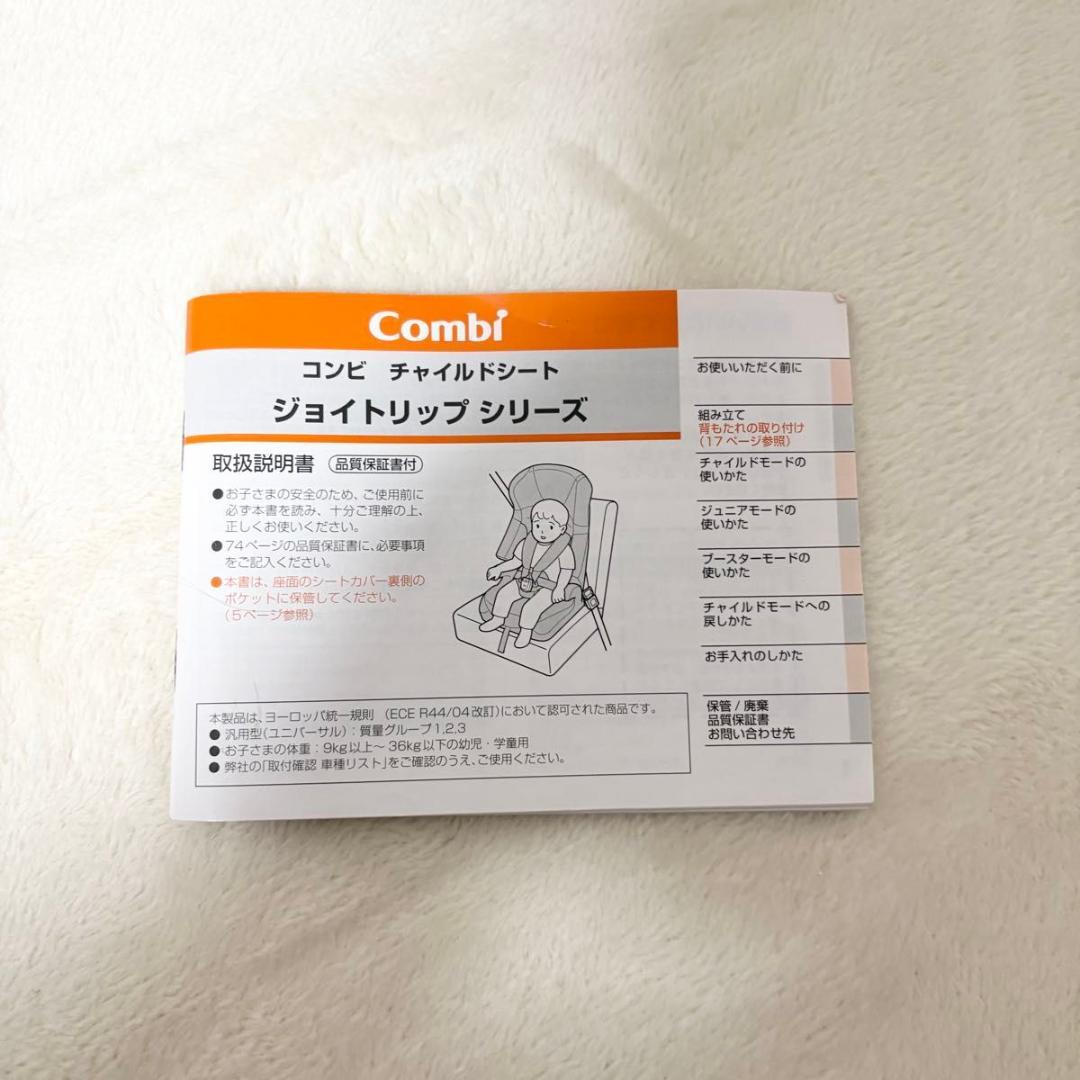 Combi
コンビ チャイルドシート
ジョイトリップ シリーズ
取扱説明書 品質保証書付
●お子さまの安全のため、ご使用前に
必ず本書を読み、十分ご理解の上、
正しくお使いください。
●74ページの品質保証書に、必要事項
をご記入ください。
●本書は、座面のシートカバー裏側の
ポケットに保管してください。
(5ページ参照)
本製品は、ヨーロッパ統一規則 (ECE R44/04改訂)において認可された商品です。
● 汎用型(ユニバーサル):質量グループ1,2,3
● お子さまの体重:9kg以上〜36kg以下の幼児・学童用
● 弊社の「取付確認 車種リスト」をご確認のうえ、ご使用ください。
お使いいただく前に
組み立て
背もたれの取り付け
(17ページ参照)
チャイルドモードの
使いかた
ジュニアモードの
使いかた
ブースターモードの
使いかた
チャイルドモードへの
戻しかた
お手入れのしかた
保管/廃棄
品質保証書
お問い合わせ先